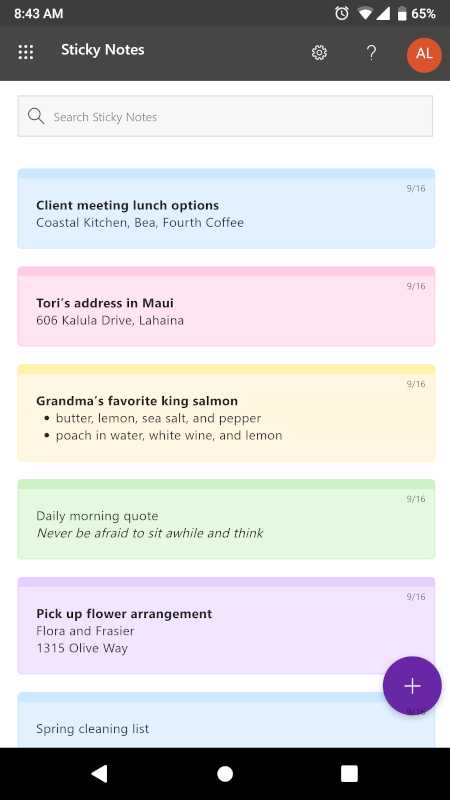 8:43 AM
65%
Sticky Notes
?
AL
Search Sticky Notes
9/16
Client meeting lunch options
Coastal Kitchen, Bea, Fourth Coffee
9/16
Tori's address in Maui
606 Kalula Drive, Lahaina
9/16
Grandma's favorite king salmon
• butter, lemon, sea salt, and pepper
• poach in water, white wine, and lemon
9/16
Daily morning quote
Never be afraid to sit awhile and think
9/16
Pick up flower arrangement
Flora and Frasier
1315 Olive Way
+
9/16
Spring cleaning list